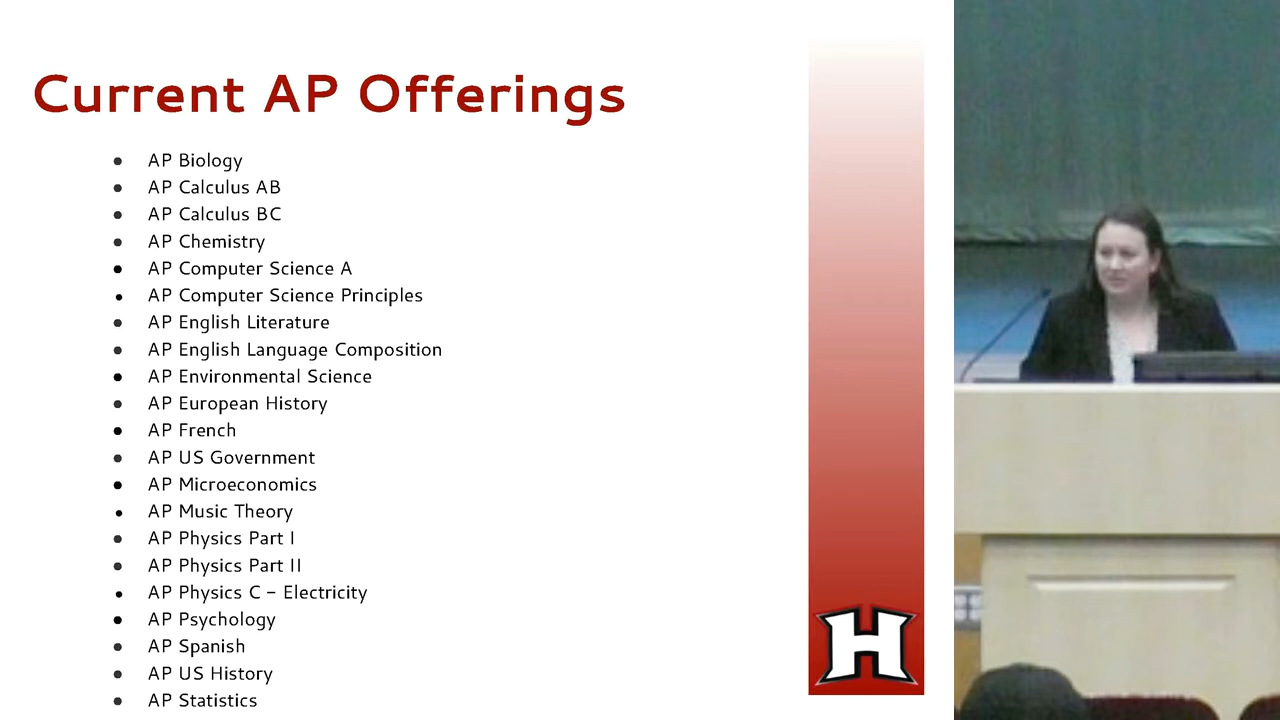 Current AP Offerings
● AP Biology
● AP Calculus AB
● AP Calculus BC
● AP Chemistry
● AP Computer Science A
● AP Computer Science Principles
● AP English Literature
● AP English Language Composition
● AP Environmental Science
● AP European History
● AP French
● AP US Government
● AP Microeconomics
● AP Music Theory
● AP Physics Part I
● AP Physics Part II
● AP Physics C - Electricity
● AP Psychology
● AP Spanish
● AP US History
● AP Statistics
H